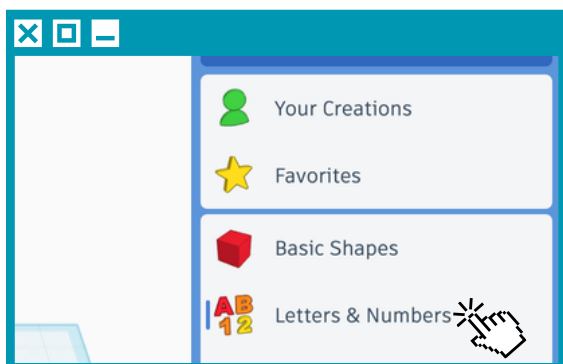 Your Creations
Favorites
Basic Shapes
AB
12
Letters & Numbers